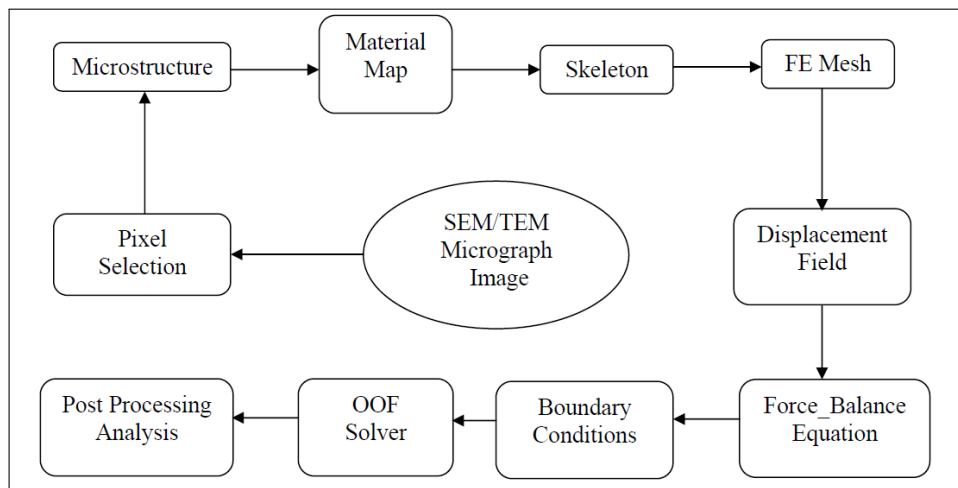 Microstructure
Material
Map
Skeleton
FE Mesh
Pixel
Selection
SEM/TEM
Micrograph
Image
Displacement
Field
Post Processing
Analysis
OOF
Solver
Boundary
Conditions
Force_Balance
Equation